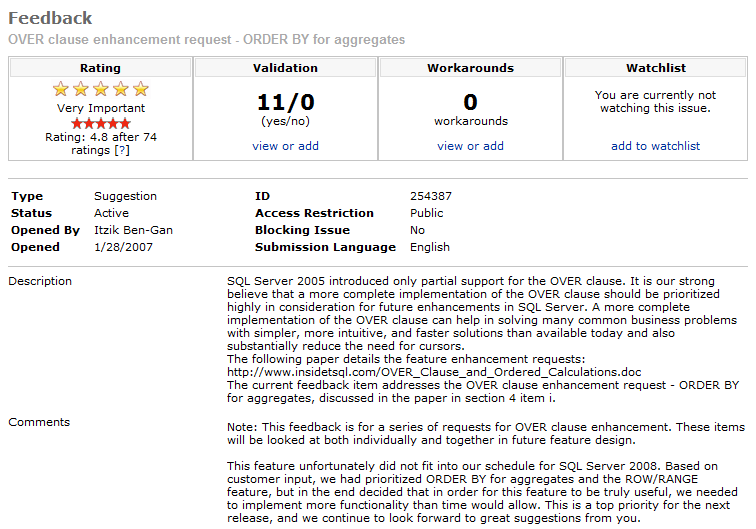 Feedback
OVER clause enhancement request - ORDER BY for aggregates
Rating
Validation
Workarounds
Watchlist
Very Important
Rating: 4.8 after 74
ratings [?]
11/0
(yes/no)
view or add
0
workarounds
view or add
You are currently not
watching this issue.
add to watchlist
Type Suggestion ID 254387
Status Active Access Restriction Public
Opened By Itzik Ben-Gan Blocking Issue No
Opened 1/28/2007 Submission Language English
Description
SQL Server 2005 introduced only partial support for the OVER clause. It is our strong
believe that a more complete implementation of the OVER clause should be prioritized
highly in consideration for future enhancements in SQL Server. A more complete
implementation of the OVER clause can help in solving many common business problems
with simpler, more intuitive, and faster solutions than available today and also
substantially reduce the need for cursors.
The following paper details the feature enhancement requests:
http://www.insidetsql.com/OVER_Clause_and_Ordered_Calculations.doc
The current feedback item addresses the OVER clause enhancement request - ORDER BY
for aggregates, discussed in the paper in section 4 item i.
Comments
Note: This feedback is for a series of requests for OVER clause enhancement. These items
will be looked at both individually and together in future feature design.
This feature unfortunately did not fit into our schedule for SQL Server 2008. Based on
customer input, we had prioritized ORDER BY for aggregates and the ROW/RANGE
feature, but in the end decided that in order for this feature to be truly useful, we needed
to implement more functionality than time would allow. This is a top priority for the next
release, and we continue to look forward to great suggestions from you.